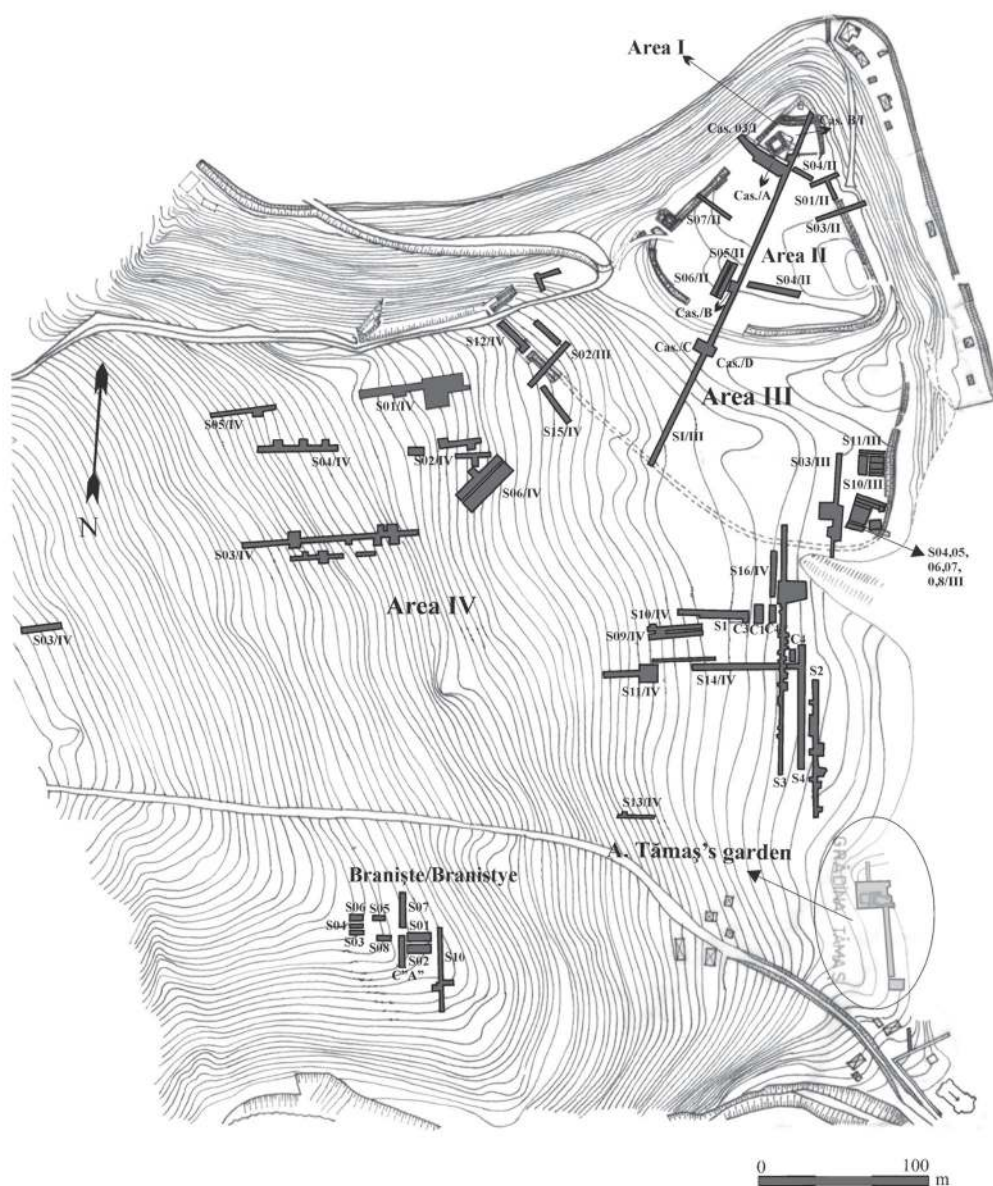 Area I
Cas. B/I
Cas. 03/I
S04/II
Cas./A
S01/II
S07/II
S03/II
S05/II
Area II
S06/II
S04/II
Cas./B
S12/IV
S02/III
Cas./C
Cas./D
Area III
S01/IV
S05/IV
S15/IV
SI/III
S11/III
S03/III
S04/IV
S02/IV
S10/III
S06/IV
N
S03/IV
S04,05,
06,07,
0,8/III
S16/IV
Area IV
S10/IV
S03/IV
S1
C3
C1
S09/IV
S2
S11/IV
S14/IV
S3
S4
S13/IV
A. Tămaş's garden
GRĂDINA TĂMAŞ
Branişte/Branistye
S06
S05
S07
S04
S01
S03
S08
S02
S10
C"A"
0
100
m